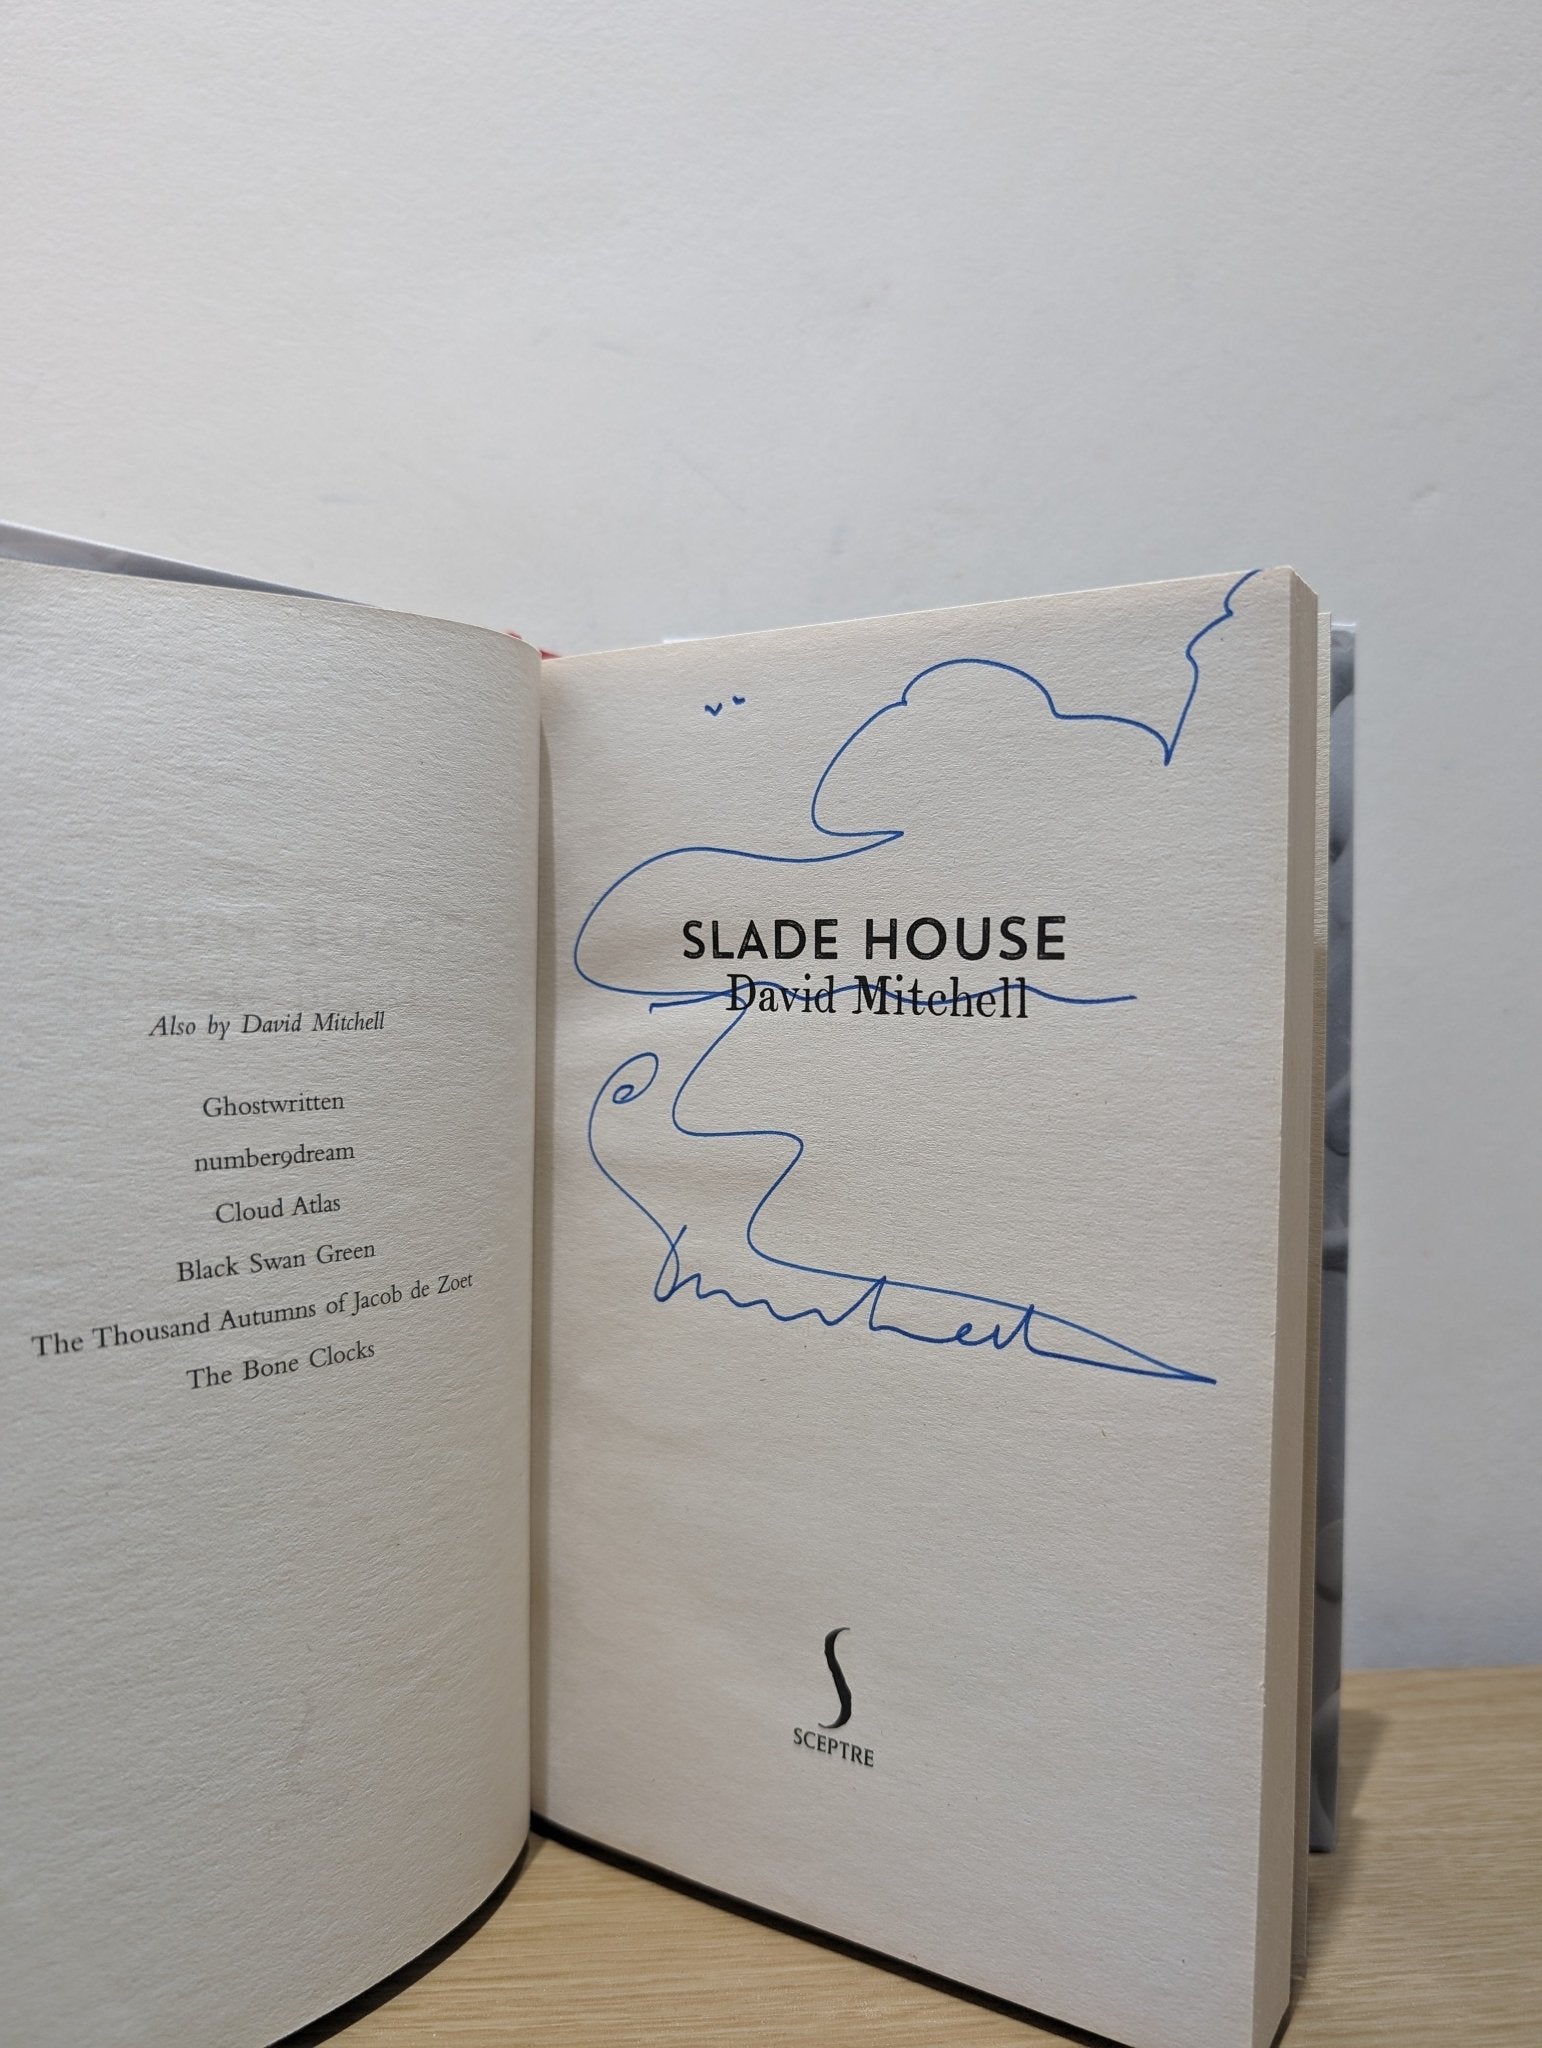 Also by David Mitchell
Ghostwritten
number9dream
Cloud Atlas
Black Swan Green
The Thousand Autumns of Jacob de Zoet
The Bone Clocks
SLADE HOUSE
David Mitchell
SCEPTRE